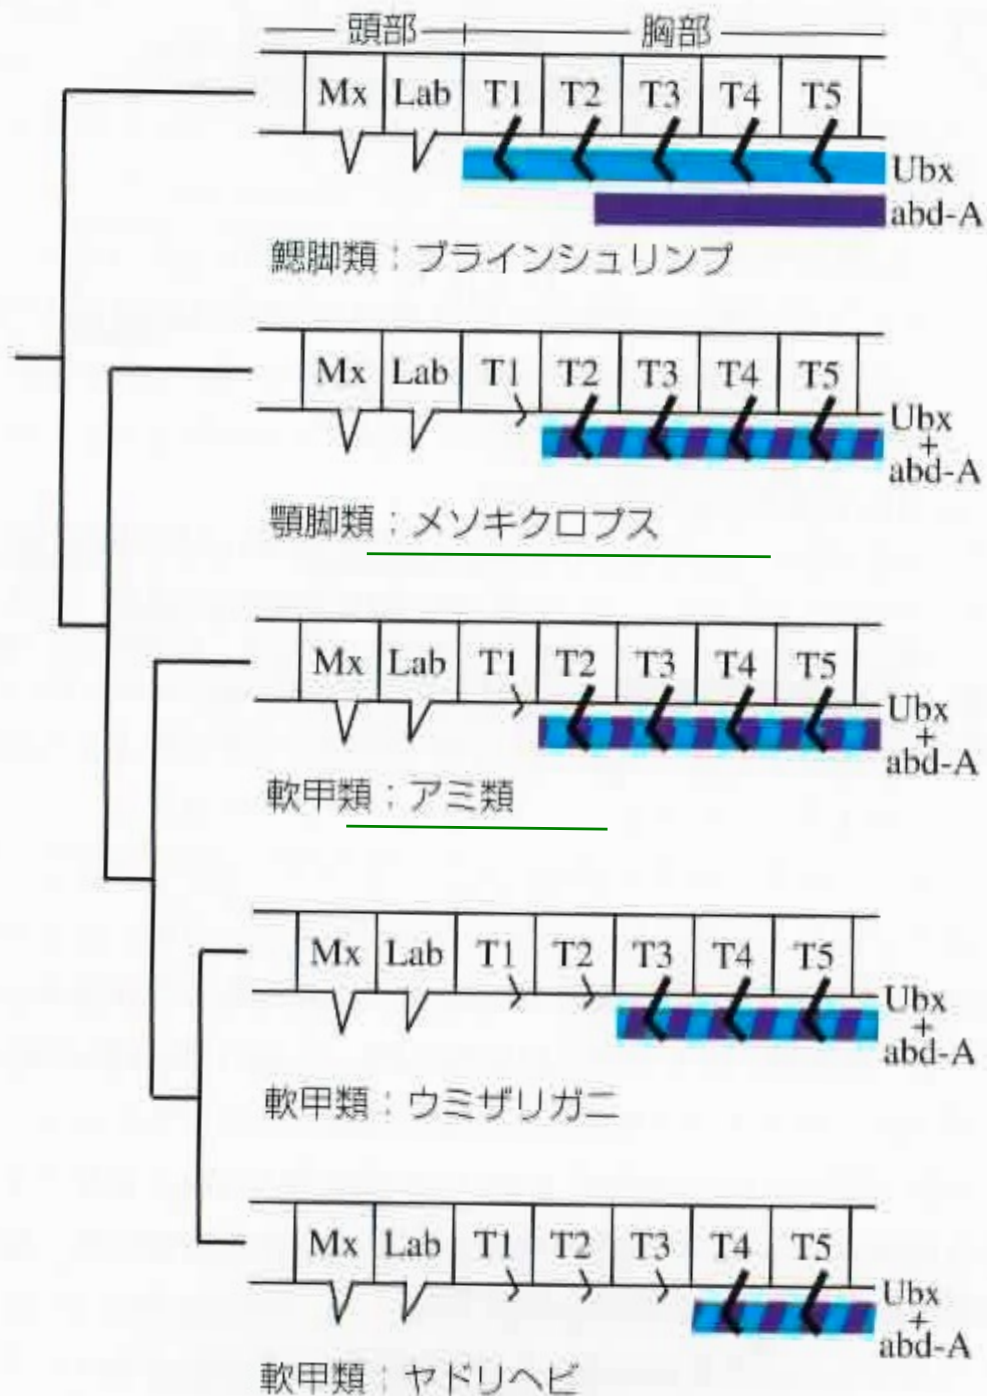 頭部 胸部
Mx Lab T1 T2 T3 T4 T5
Ubx
abd-A
鰓脚類：ブラインシュリンプ
Mx Lab T1 T2 T3 T4 T5
Ubx
+
abd-A
顎脚類：メソキクロプス
Mx Lab T1 T2 T3 T4 T5
Ubx
+
abd-A
軟甲類：アミ類
Mx Lab T1 T2 T3 T4 T5
Ubx
+
abd-A
軟甲類：ウミザリガニ
Mx Lab T1 T2 T3 T4 T5
Ubx
+
abd-A
軟甲類：ヤドリヘビ